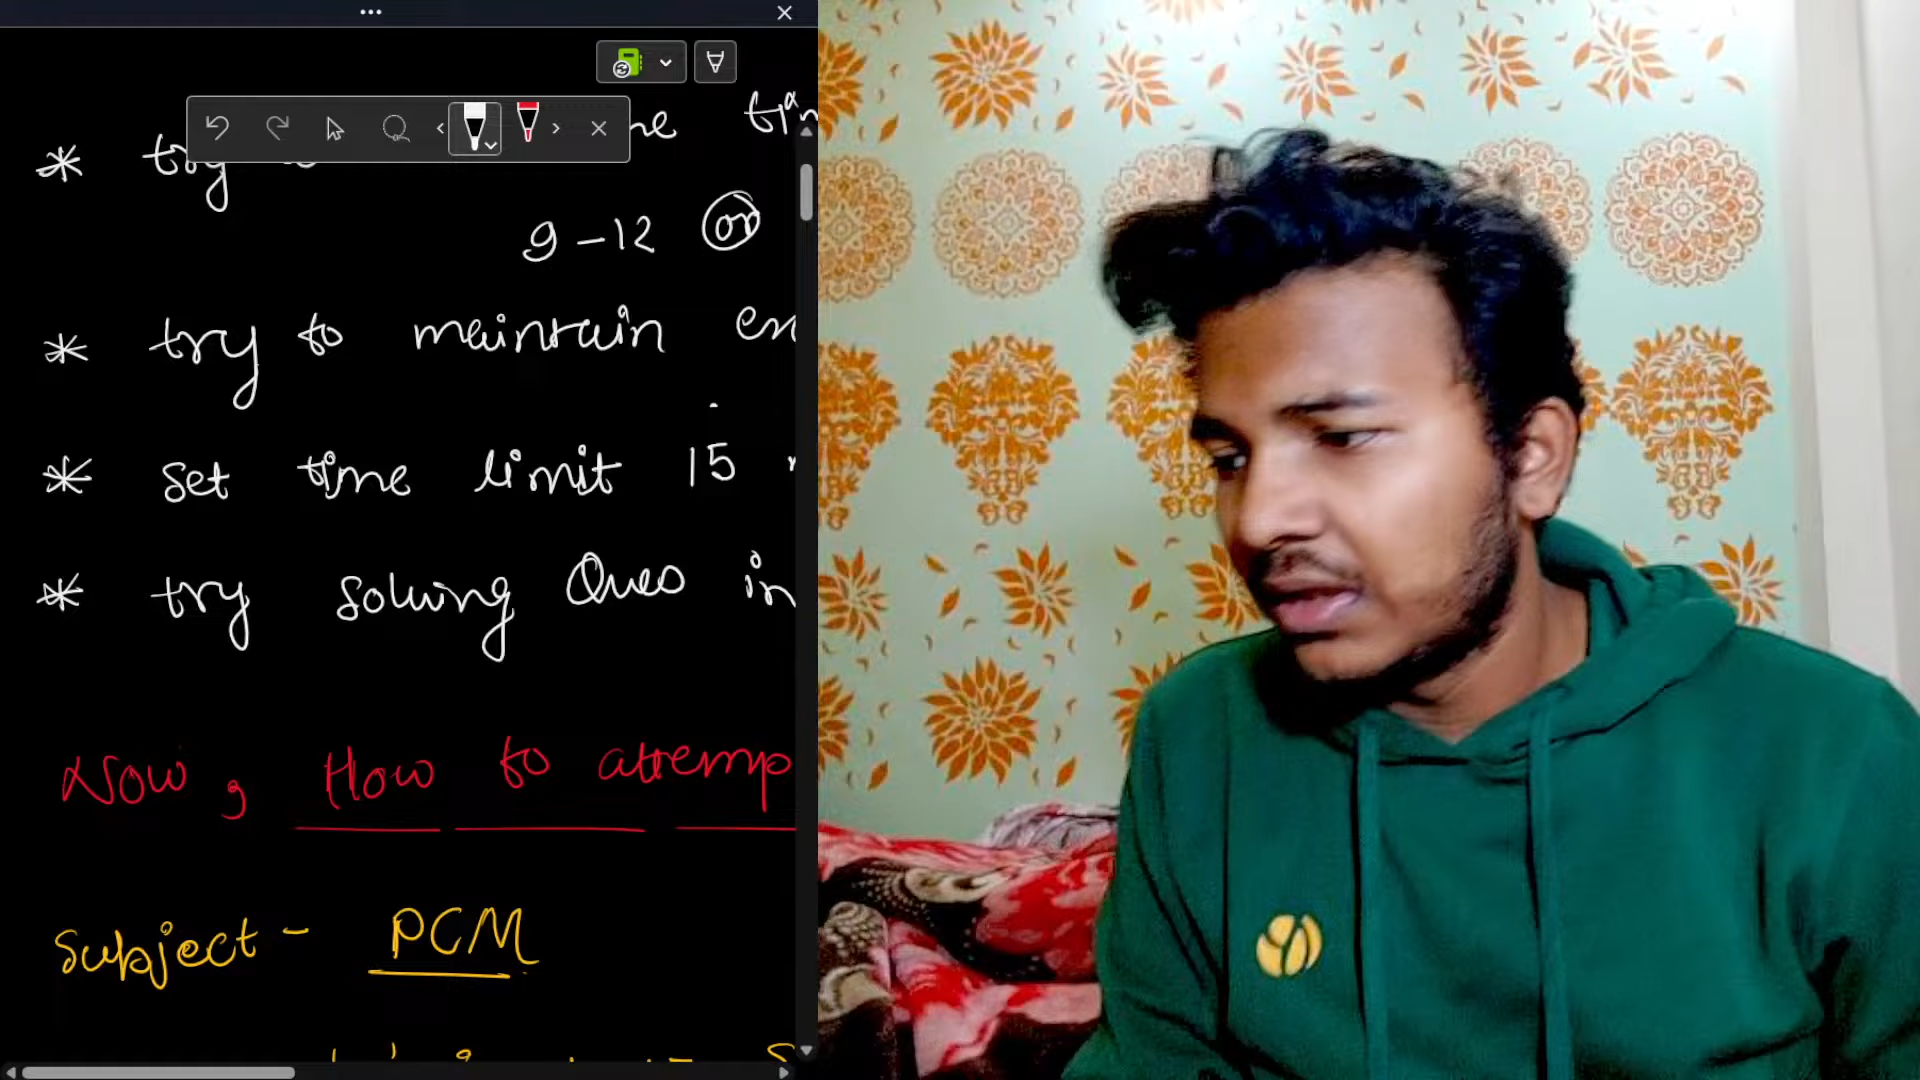 * try
9-12 or
* try to maintain
* set time limit 15
* try solving Ques in
Now, How to attemp
Subject - PCM